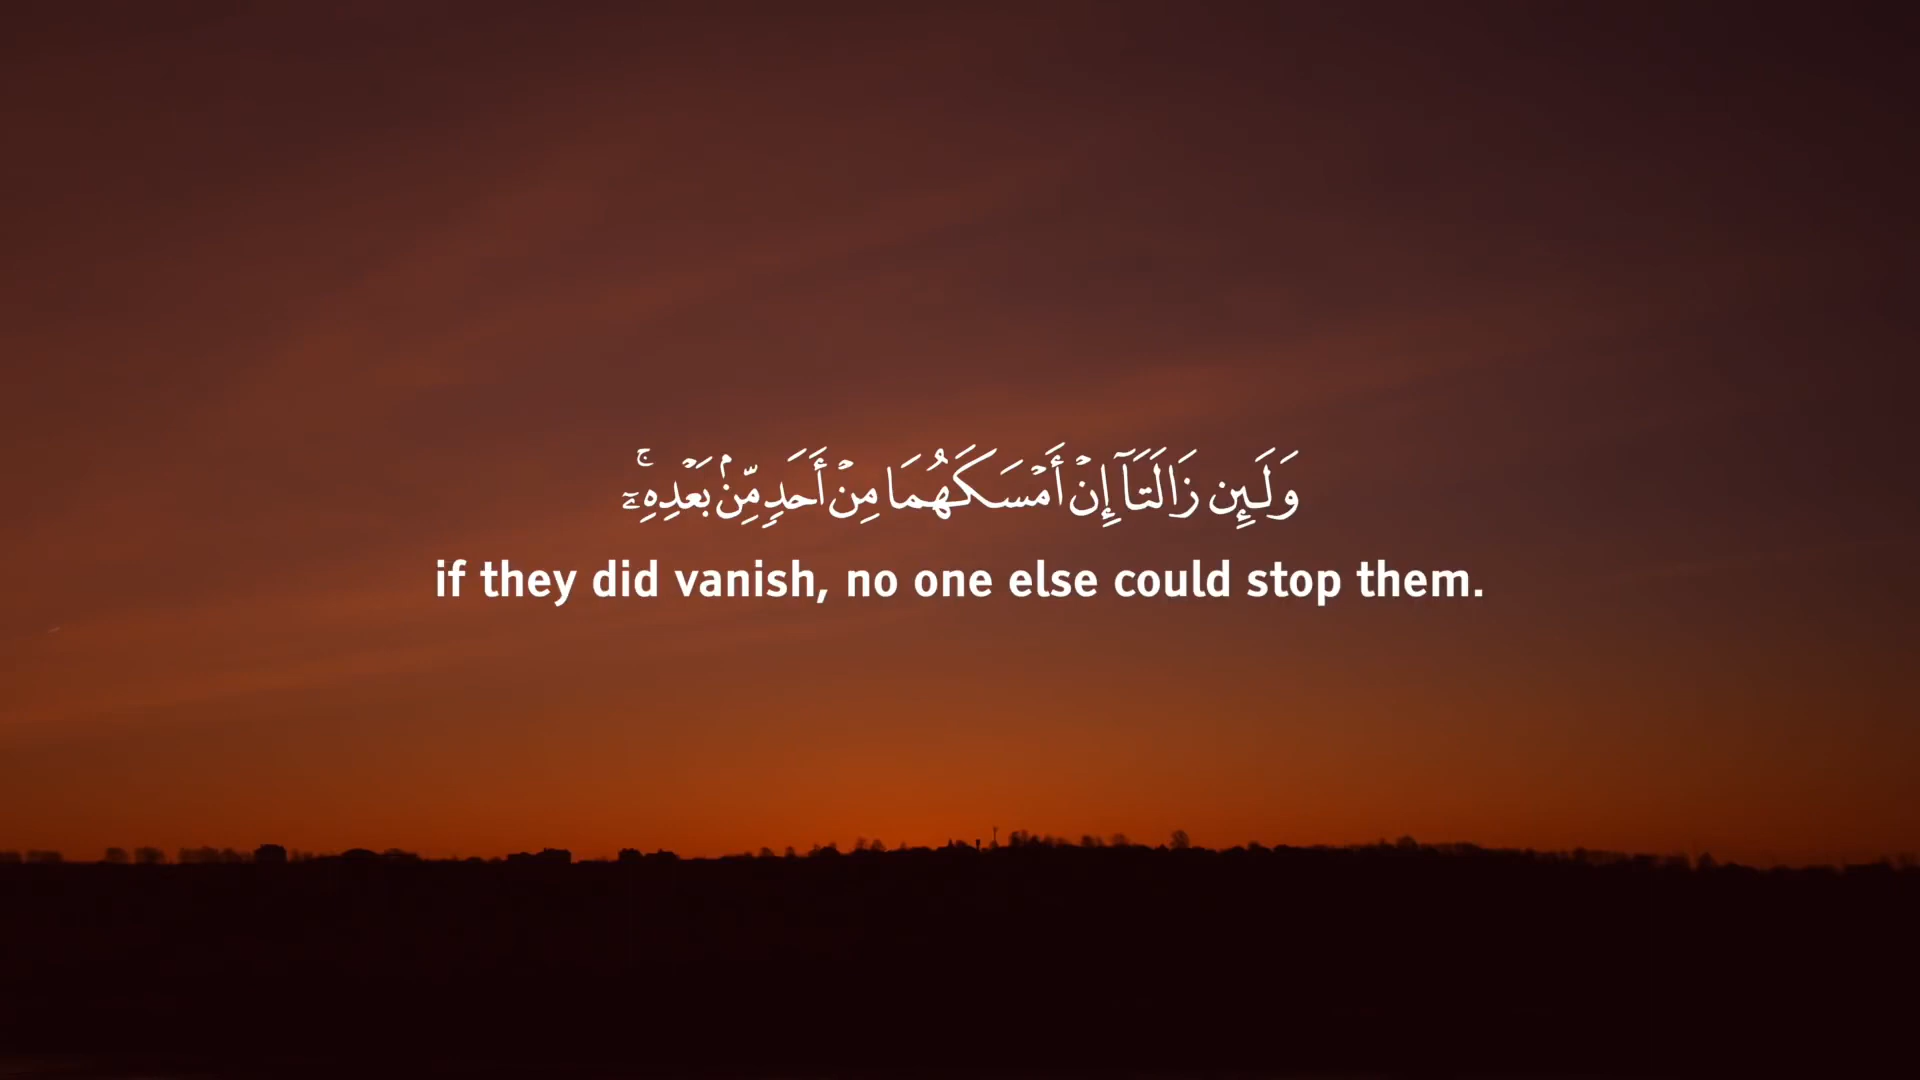 وَلَئِن زَالَتَآ إِنۡ أَمۡسَكَهُمَا مِنۡ أَحَدٖ مِّنۢ بَعۡدِهِۦٓۚ
if they did vanish, no one else could stop them.